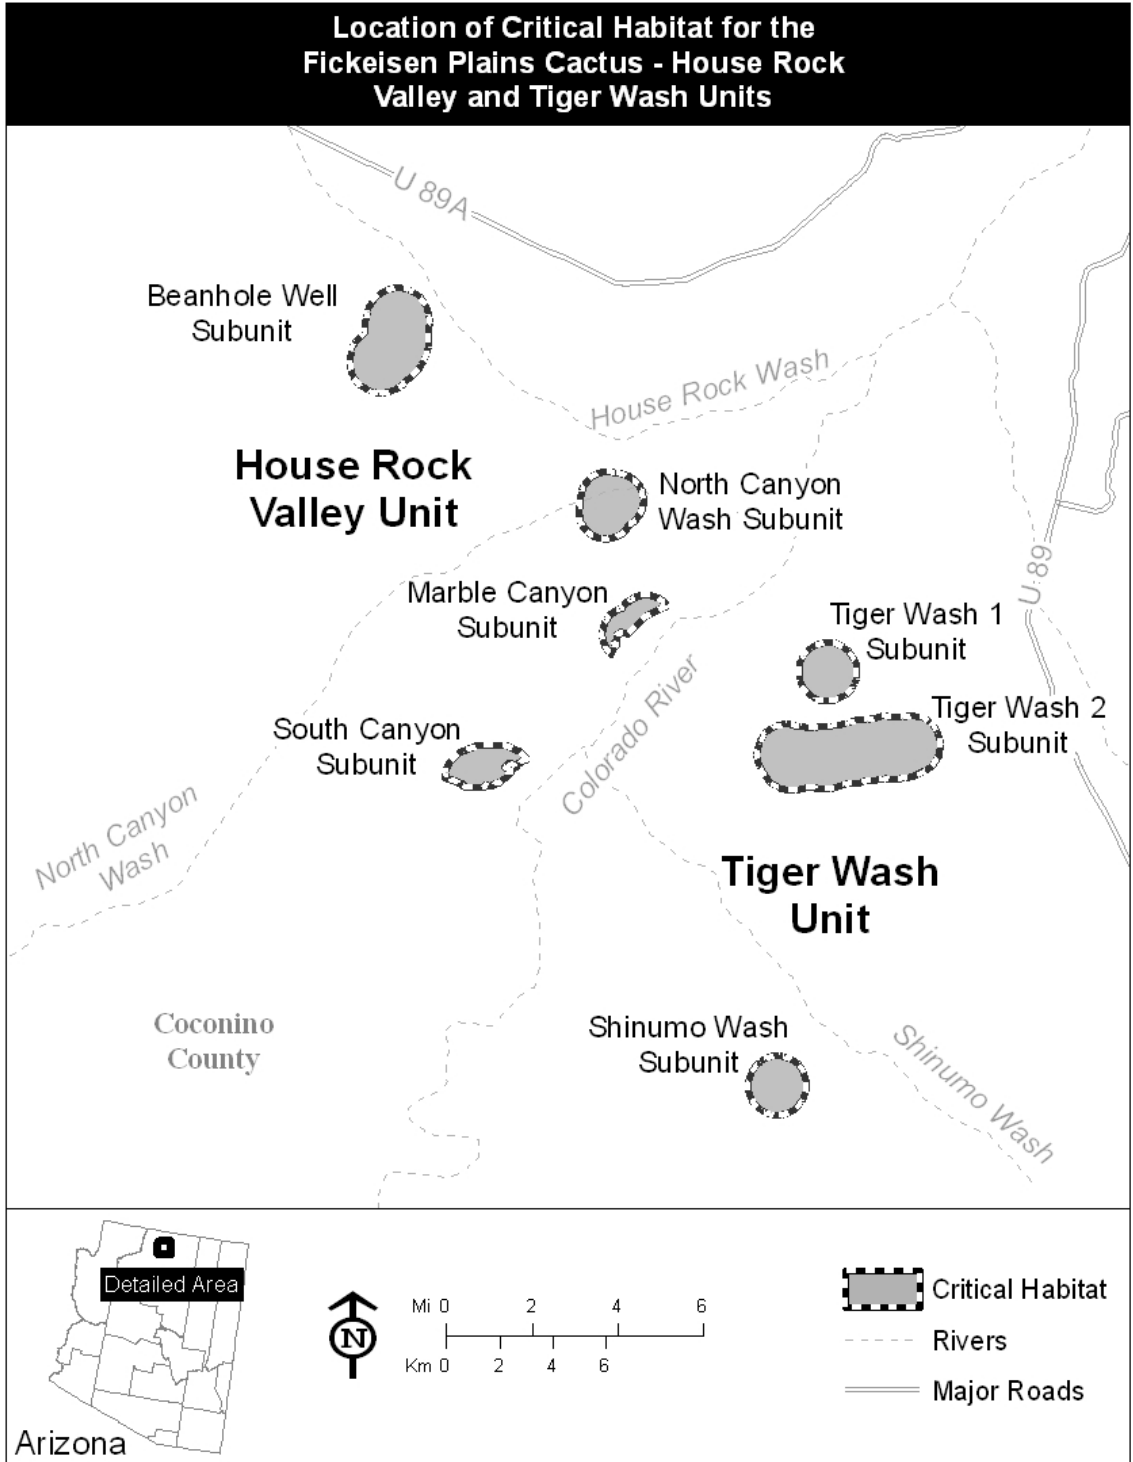 Location of Critical Habitat for the
Fickeisen Plains Cactus - House Rock
Valley and Tiger Wash Units
U 89A
Beanhole Well
Subunit
House Rock Wash
House Rock
Valley Unit
North Canyon
Wash Subunit
U 89
Marble Canyon
Subunit
Tiger Wash 1
Subunit
Colorado River
Tiger Wash 2
Subunit
South Canyon
Subunit
North Canyon
Wash
Tiger Wash
Unit
Coconino
County
Shinumo Wash
Subunit
Shinumo Wash
Detailed Area
Arizona
N
Mi 0 2 4 6
Km 0 2 4 6
Critical Habitat
Rivers
Major Roads